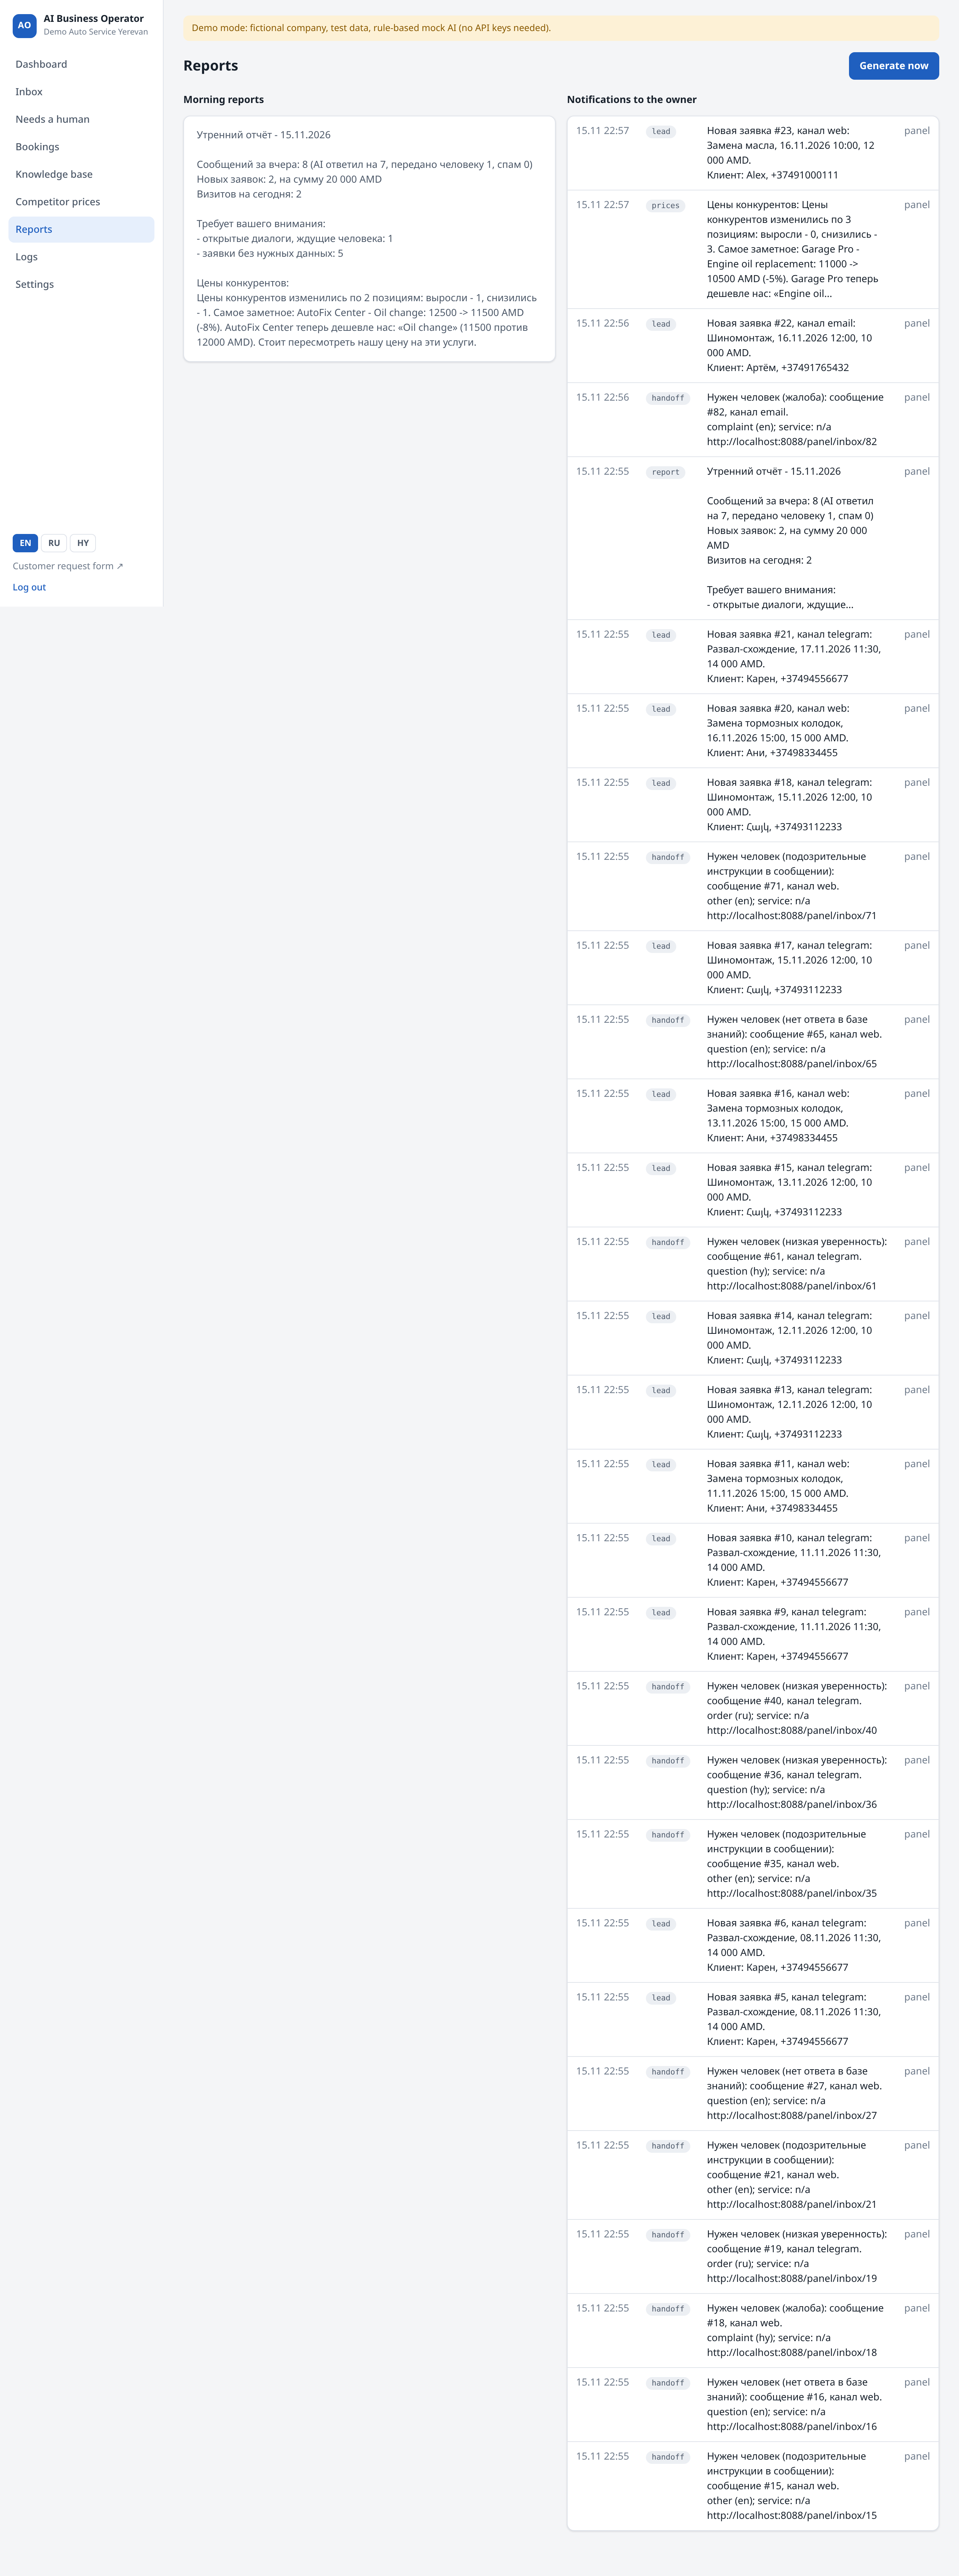 AO
AI Business Operator
Demo Auto Service Yerevan
Dashboard
Inbox
Needs a human
Bookings
Knowledge base
Competitor prices
Reports
Logs
Settings
EN RU HY
Customer request form ↗
Log out
Demo mode: fictional company, test data, rule-based mock AI (no API keys needed).
Reports
Generate now
Morning reports
Утренний отчёт - 15.11.2026
Сообщений за вчера: 8 (AI ответил на 7, передано человеку 1, спам 0)
Новых заявок: 2, на сумму 20 000 AMD
Визитов на сегодня: 2
Требует вашего внимания:
- открытые диалоги, ждущие человека: 1
- заявки без нужных данных: 5
Цены конкурентов:
Цены конкурентов изменились по 2 позициям: выросли - 1, снизились
- 1. Самое заметное: AutoFix Center - Oil change: 12500 -> 11500 AMD
(-8%). AutoFix Center теперь дешевле нас: «Oil change» (11500 против
12000 AMD). Стоит пересмотреть нашу цену на эти услуги.
Notifications to the owner
15.11 22:57 lead Новая заявка #23, канал web: panel
Замена масла, 16.11.2026 10:00, 12
000 AMD.
Клиент: Alex, +37491000111
15.11 22:57 prices Цены конкурентов: Цены panel
конкурентов изменились по 3
позициям: выросли - 0, снизились -
3. Самое заметное: Garage Pro -
Engine oil replacement: 11000 ->
10500 AMD (-5%). Garage Pro теперь
дешевле нас: «Engine oil...
15.11 22:56 lead Новая заявка #22, канал email: panel
Шиномонтаж, 16.11.2026 12:00, 10
000 AMD.
Клиент: Артём, +37491765432
15.11 22:56 handoff Нужен человек (жалоба): сообщение panel
#82, канал email.
complaint (en); service: n/a
http://localhost:8088/panel/inbox/82
15.11 22:55 report Утренний отчёт - 15.11.2026 panel
Сообщений за вчера: 8 (AI ответил
на 7, передано человеку 1, спам 0)
Новых заявок: 2, на сумму 20 000
AMD
Визитов на сегодня: 2
Требует вашего внимания:
- открытые диалоги, ждущие...
15.11 22:55 lead Новая заявка #21, канал telegram: panel
Развал-схождение, 17.11.2026 11:30,
14 000 AMD.
Клиент: Карен, +37494556677
15.11 22:55 lead Новая заявка #20, канал web: panel
Замена тормозных колодок,
16.11.2026 15:00, 15 000 AMD.
Клиент: Ани, +37498334455
15.11 22:55 lead Новая заявка #18, канал telegram: panel
Шиномонтаж, 15.11.2026 12:00, 10
000 AMD.
Клиент: Հայկ, +37493112233
15.11 22:55 handoff Нужен человек (подозрительные panel
инструкции в сообщении):
сообщение #71, канал web.
other (en); service: n/a
http://localhost:8088/panel/inbox/71
15.11 22:55 lead Новая заявка #17, канал telegram: panel
Шиномонтаж, 15.11.2026 12:00, 10
000 AMD.
Клиент: Հայկ, +37493112233
15.11 22:55 handoff Нужен человек (нет ответа в базе panel
знаний): сообщение #65, канал web.
question (en); service: n/a
http://localhost:8088/panel/inbox/65
15.11 22:55 lead Новая заявка #16, канал web: panel
Замена тормозных колодок,
13.11.2026 15:00, 15 000 AMD.
Клиент: Ани, +37498334455
15.11 22:55 lead Новая заявка #15, канал telegram: panel
Шиномонтаж, 13.11.2026 12:00, 10
000 AMD.
Клиент: Հայկ, +37493112233
15.11 22:55 handoff Нужен человек (низкая уверенность): panel
сообщение #61, канал telegram.
question (hy); service: n/a
http://localhost:8088/panel/inbox/61
15.11 22:55 lead Новая заявка #14, канал telegram: panel
Шиномонтаж, 12.11.2026 12:00, 10
000 AMD.
Клиент: Հայկ, +37493112233
15.11 22:55 lead Новая заявка #13, канал telegram: panel
Шиномонтаж, 12.11.2026 12:00, 10
000 AMD.
Клиент: Հայկ, +37493112233
15.11 22:55 lead Новая заявка #11, канал web: panel
Замена тормозных колодок,
11.11.2026 15:00, 15 000 AMD.
Клиент: Ани, +37498334455
15.11 22:55 lead Новая заявка #10, канал telegram: panel
Развал-схождение, 11.11.2026 11:30,
14 000 AMD.
Клиент: Карен, +37494556677
15.11 22:55 lead Новая заявка #9, канал telegram: panel
Развал-схождение, 11.11.2026 11:30,
14 000 AMD.
Клиент: Карен, +37494556677
15.11 22:55 handoff Нужен человек (низкая уверенность): panel
сообщение #40, канал telegram.
order (ru); service: n/a
http://localhost:8088/panel/inbox/40
15.11 22:55 handoff Нужен человек (низкая уверенность): panel
сообщение #36, канал telegram.
question (hy); service: n/a
http://localhost:8088/panel/inbox/36
15.11 22:55 handoff Нужен человек (подозрительные panel
инструкции в сообщении):
сообщение #35, канал web.
other (en); service: n/a
http://localhost:8088/panel/inbox/35
15.11 22:55 lead Новая заявка #6, канал telegram: panel
Развал-схождение, 08.11.2026 11:30,
14 000 AMD.
Клиент: Карен, +37494556677
15.11 22:55 lead Новая заявка #5, канал telegram: panel
Развал-схождение, 08.11.2026 11:30,
14 000 AMD.
Клиент: Карен, +37494556677
15.11 22:55 handoff Нужен человек (нет ответа в базе panel
знаний): сообщение #27, канал web.
question (en); service: n/a
http://localhost:8088/panel/inbox/27
15.11 22:55 handoff Нужен человек (подозрительные panel
инструкции в сообщении):
сообщение #21, канал web.
other (en); service: n/a
http://localhost:8088/panel/inbox/21
15.11 22:55 handoff Нужен человек (низкая уверенность): panel
сообщение #19, канал telegram.
order (ru); service: n/a
http://localhost:8088/panel/inbox/19
15.11 22:55 handoff Нужен человек (жалоба): сообщение panel
#18, канал web.
complaint (hy); service: n/a
http://localhost:8088/panel/inbox/18
15.11 22:55 handoff Нужен человек (нет ответа в базе panel
знаний): сообщение #16, канал web.
question (en); service: n/a
http://localhost:8088/panel/inbox/16
15.11 22:55 handoff Нужен человек (подозрительные panel
инструкции в сообщении):
сообщение #15, канал web.
other (en); service: n/a
http://localhost:8088/panel/inbox/15